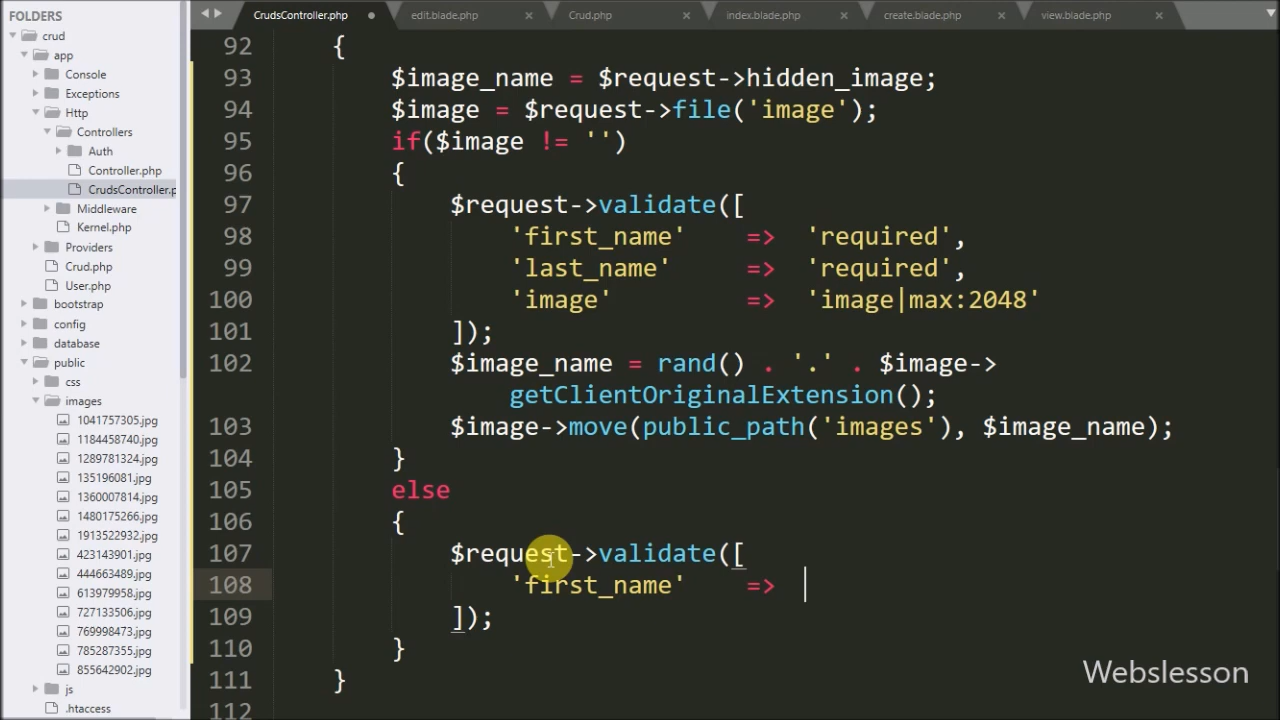 CrudsController.php
edit.blade.php
Crud.php
index.blade.php
create.blade.php
view.blade.php
FOLDERS
crud
app
Console
Exceptions
Http
Controllers
Auth
Controller.php
CrudsController.p
Middleware
Kernel.php
Providers
Crud.php
User.php
bootstrap
config
database
public
css
images
1041757305.jpg
1184458740.jpg
1289781324.jpg
135196081.jpg
1360007814.jpg
1480175266.jpg
1913522932.jpg
423143901.jpg
444663489.jpg
613979958.jpg
727133506.jpg
769998473.jpg
785287355.jpg
855642902.jpg
js
.htaccess
92 {
93 $image_name = $request->hidden_image;
94 $image = $request->file('image');
95 if($image != '')
96 {
97 $request->validate([
98 'first_name' => 'required',
99 'last_name' => 'required',
100 'image' => 'image|max:2048'
101 ]);
102 $image_name = rand() . '.' . $image->
getClientOriginalExtension();
103 $image->move(public_path('images'), $image_name);
104 }
105 else
106 {
107 $request->validate([
108 'first_name' =>
109 ]);
110 }
111 }
112
Webslesson